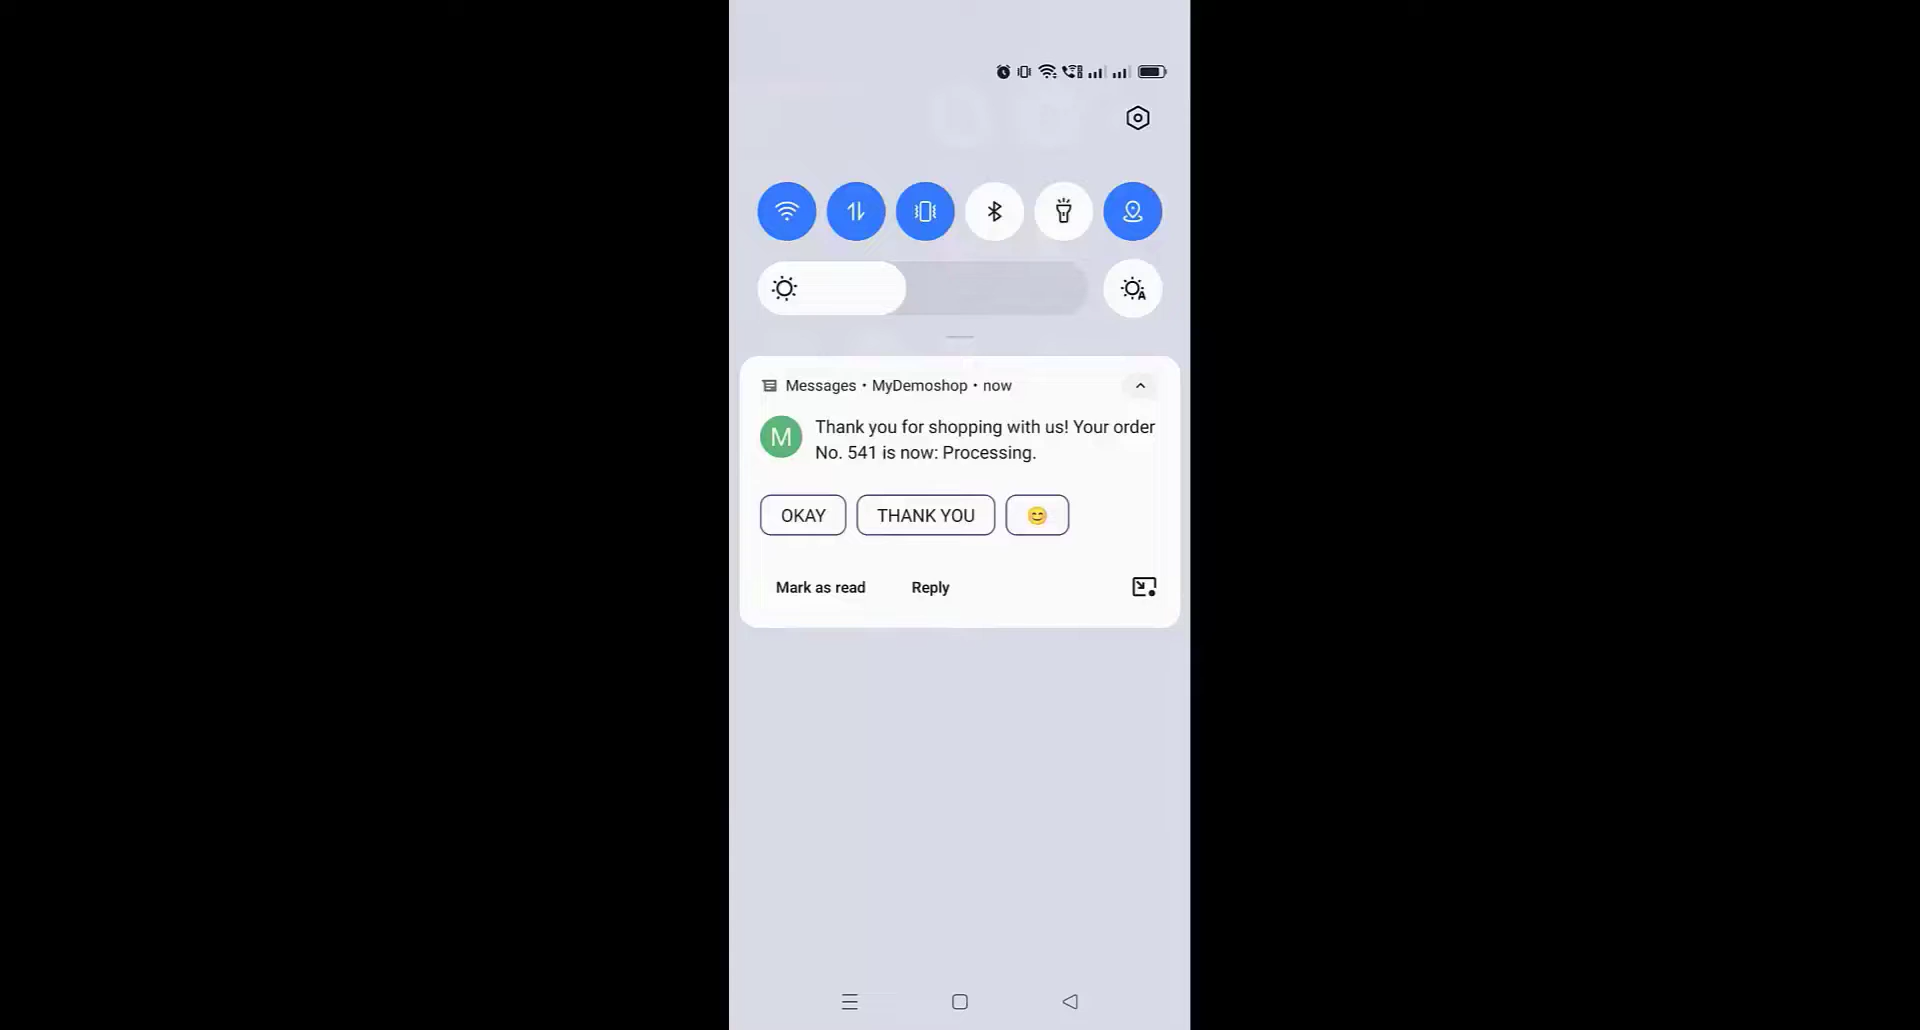 Messages • MyDemoshop • now
M
Thank you for shopping with us! Your order
No. 541 is now: Processing.
OKAY
THANK YOU
😊
Mark as read
Reply